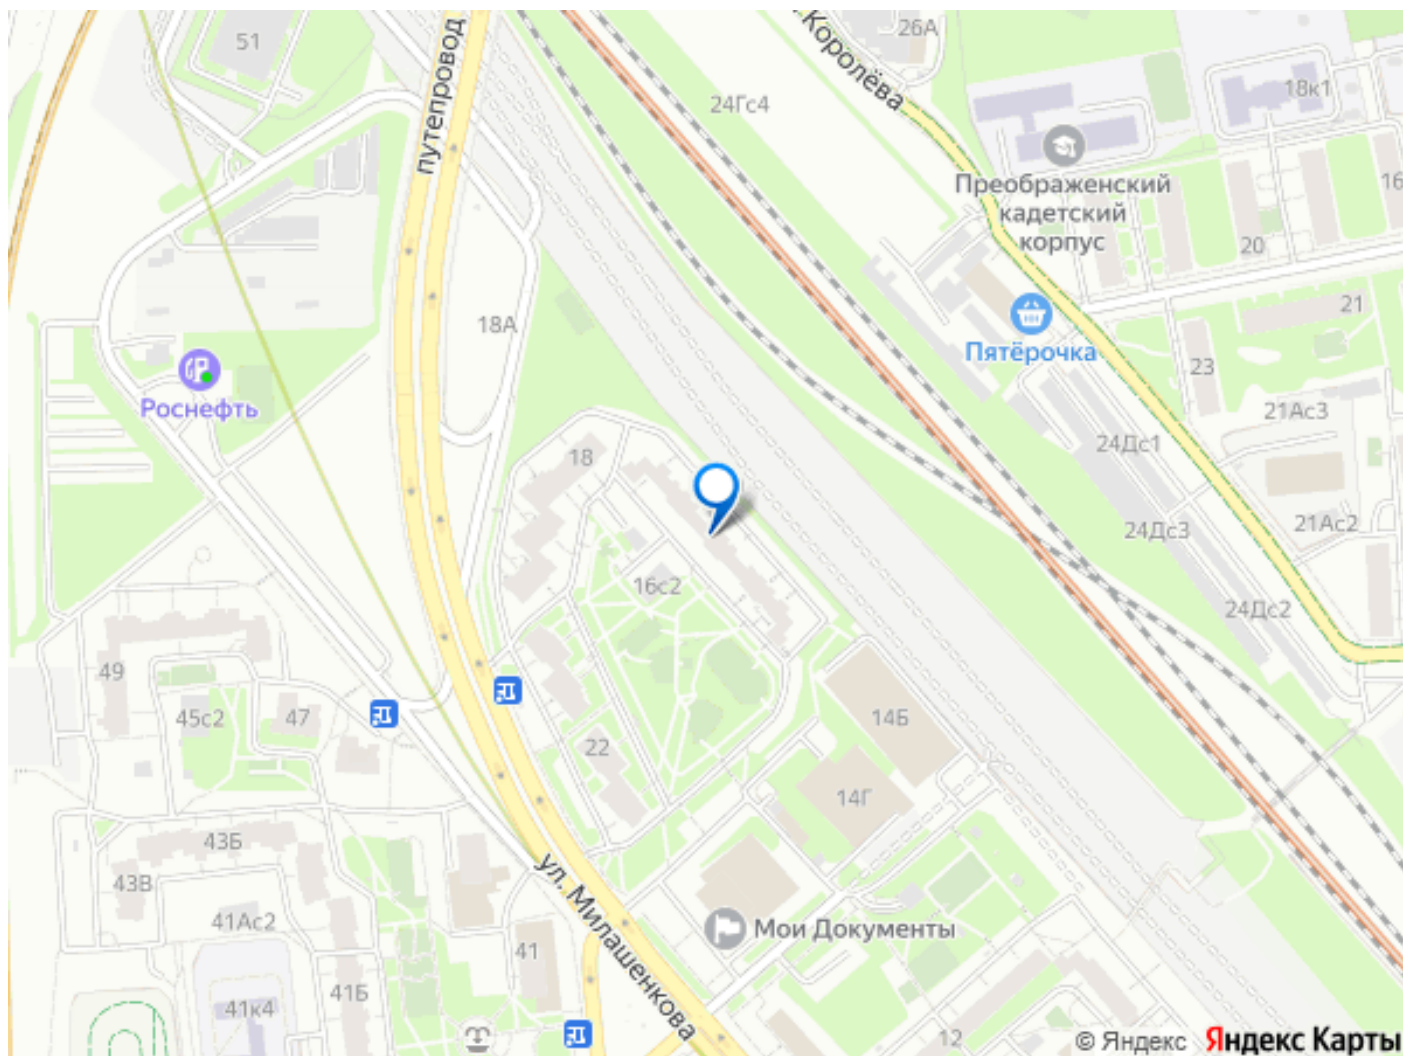 51
путепровод
Королёва
26А
24Гс4
18к1
Преображенский
кадетский
корпус
16
20
18А
21
Пятёрочка
23
Роснефть
21Ас3
24Дс1
18
21Ас2
24Дс3
16с2
24Дс2
49
45с2
47
14Б
22
14Г
43Б
43В
ул. Милашенкова
41Ас2
Мои Документы
41
41Б
41к4
12
© Яндекс Яндекс Карты